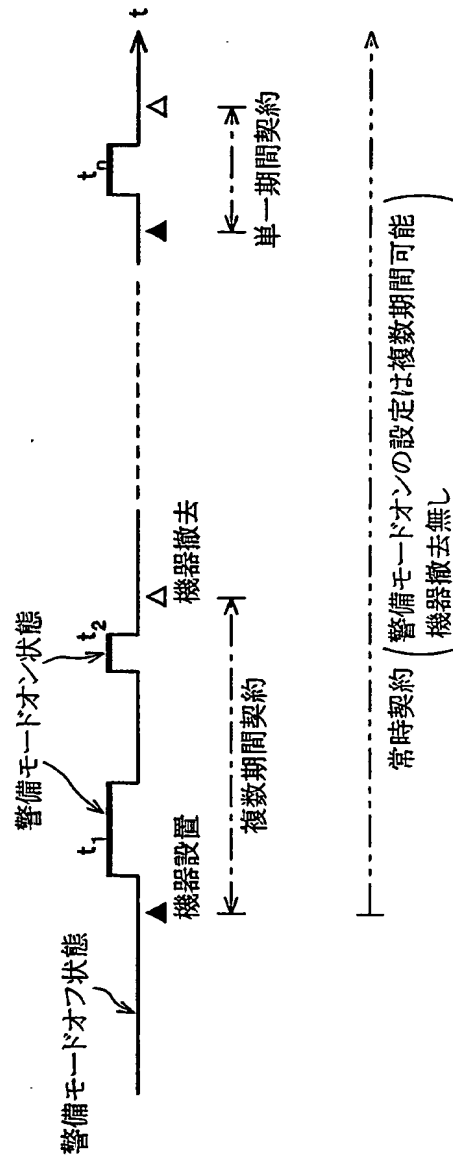 警備モードオフ状態
警備モードオン状態
t1
t2
tn
t
機器設置
機器撤去
複数期間契約
単一期間契約
常時契約
警備モードオンの設定は複数期間可能
機器撤去無し